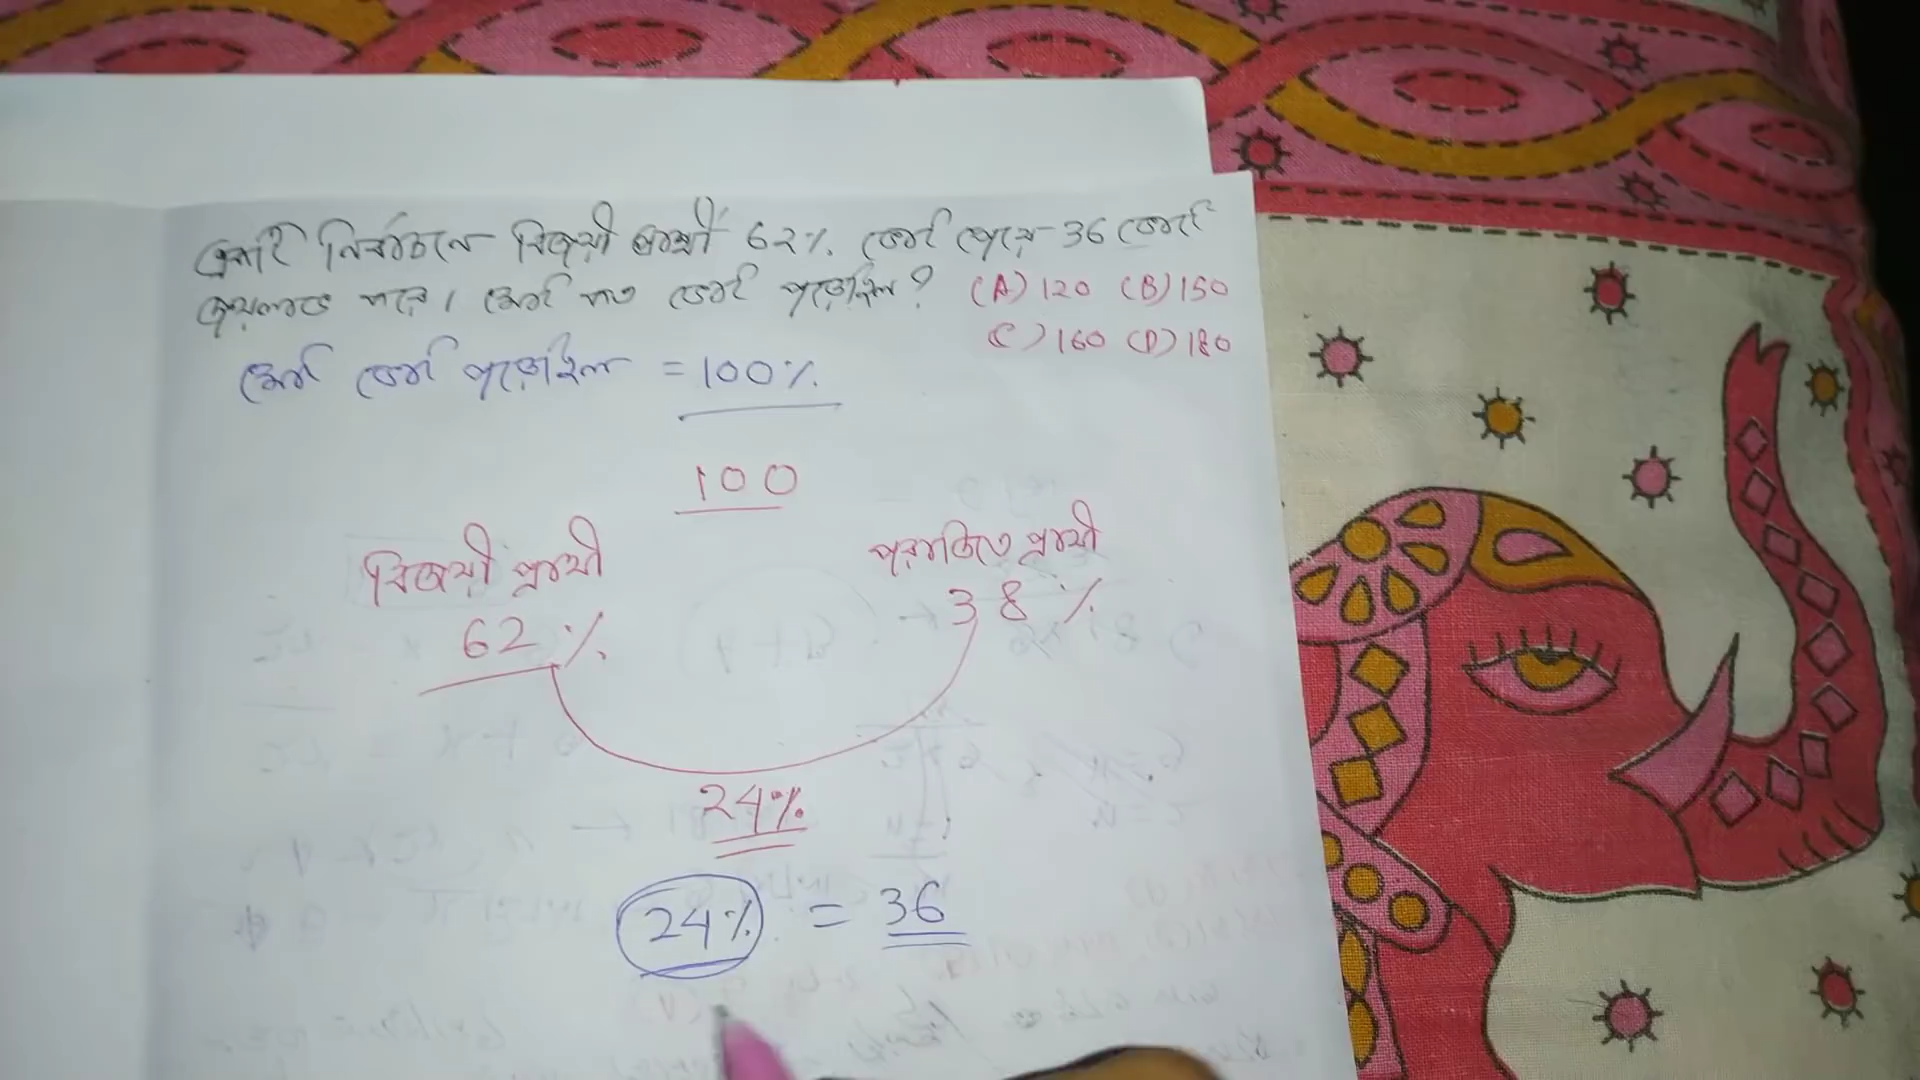 একটি নির্বাচনে বিজয়ী প্রার্থী 62% ভোট পেয়ে 36 ভোটে
জয়লাভ করে। মোট কত ভোট পড়েছিল? (A) 120 (B) 150
(C) 160 (D) 180
মোট ভোট পড়েছিল = 100%
100
বিজয়ী প্রার্থী পরাজিত প্রার্থী
62% 38%
24%
24% = 36